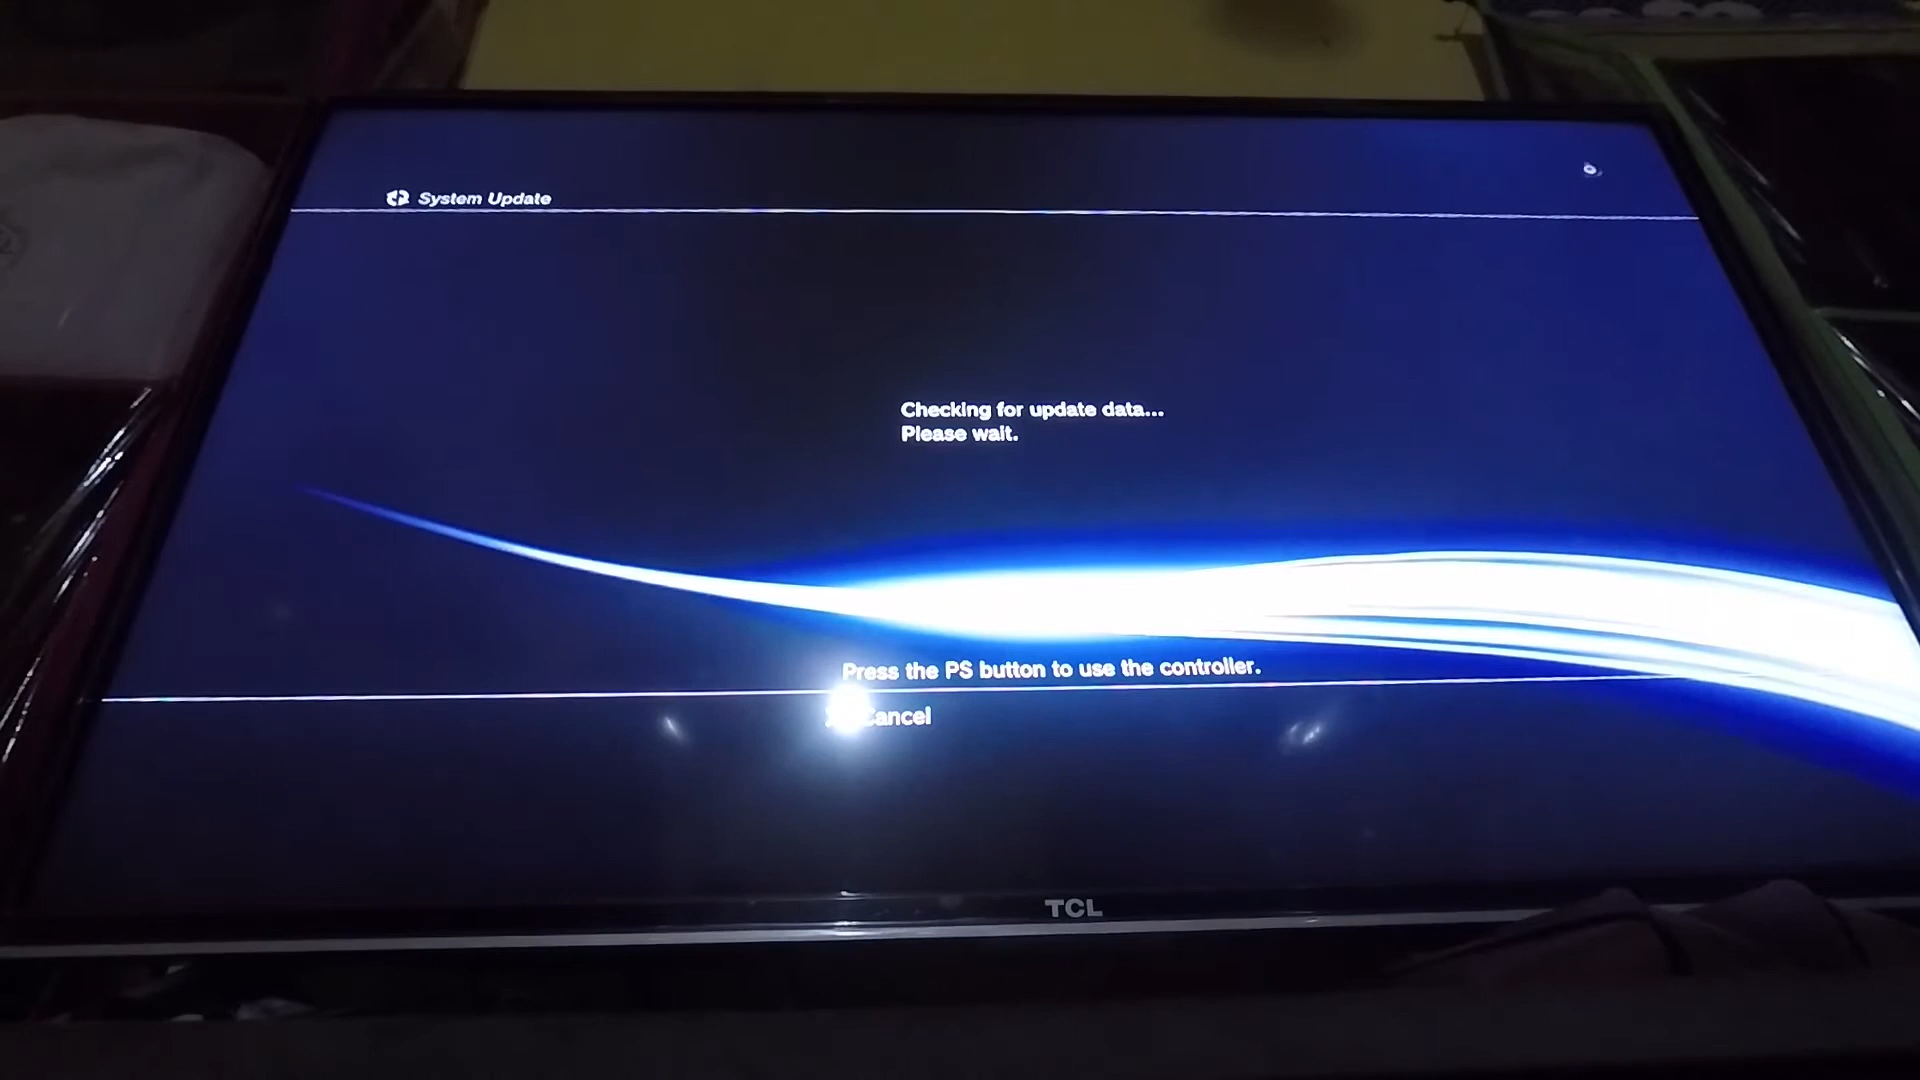 System Update
Checking for update data...
Please wait.
Press the PS button to use the controller.
Cancel
TCL